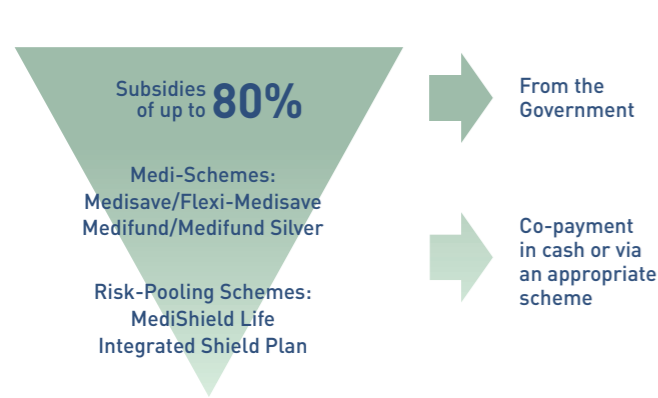 Subsidies
of up to 80%
From the
Government
Medi-Schemes:
Medisave/Flexi-Medisave
Medifund/Medifund Silver
Co-payment
in cash or via
an appropriate
scheme
Risk-Pooling Schemes:
MediShield Life
Integrated Shield Plan